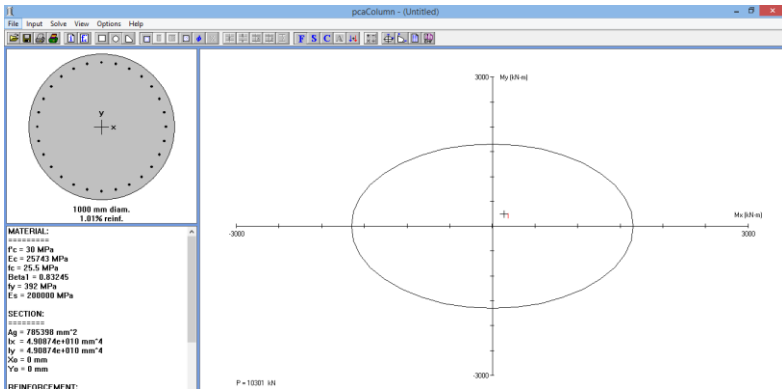 pcaColumn - (Untitled)
File Input Solve View Options Help
F S C
y
x
1000 mm diam.
1.01% reinf.
MATERIAL:
=========
f'c = 30 MPa
Ec = 25743 MPa
fc = 25.5 MPa
Beta1 = 0.83245
fy = 392 MPa
Es = 200000 MPa
SECTION:
========
Ag = 785398 mm^2
Ix = 4.90874e+010 mm^4
Iy = 4.90874e+010 mm^4
Xo = 0 mm
Yo = 0 mm
REINFORCEMENT:
3000 My (kN-m)
1
Mx (kN-m)
-3000
3000
-3000
P = 10301 kN